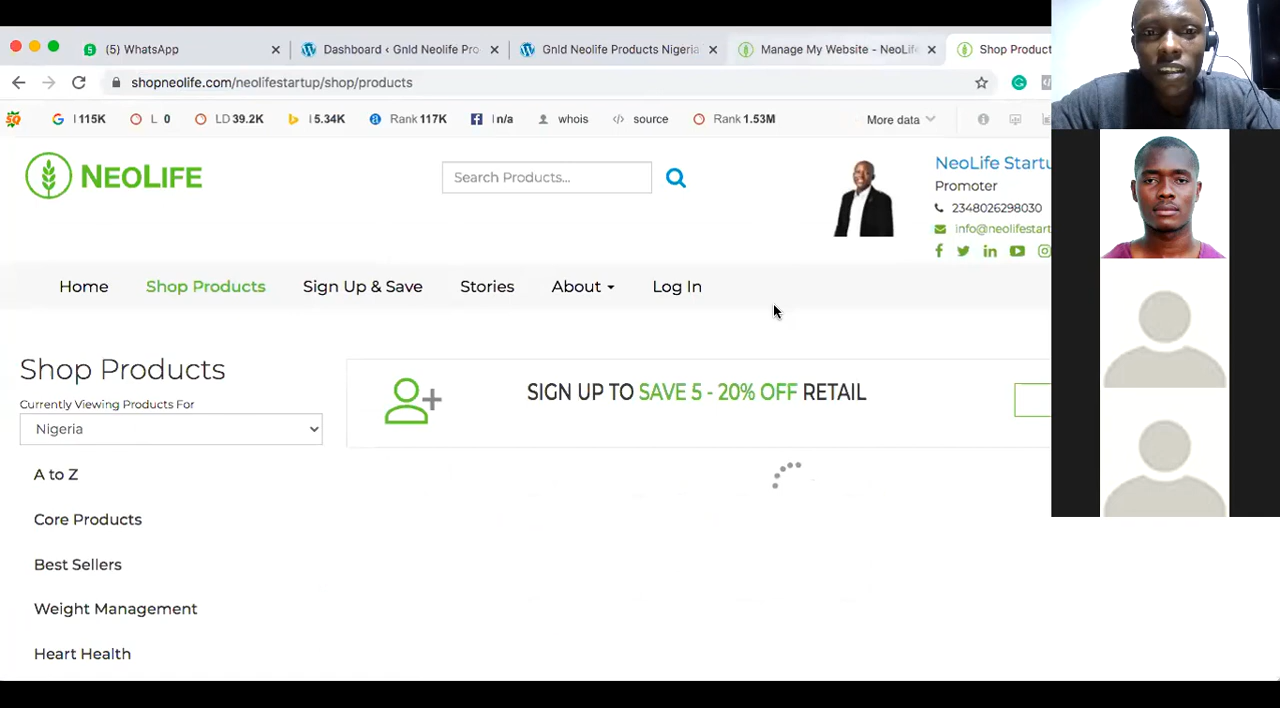 (5) WhatsApp
Dashboard ‹ Gnld Neolife Pro
Gnld Neolife Products Nigeria
Manage My Website - NeoLif
Shop Product
shopneolife.com/neolifestartup/shop/products
I 115K
L 0
LD 39.2K
I 5.34K
Rank 117K
I n/a
whois
source
Rank 1.53M
More data
NEOLIFE
Search Products...
NeoLife Startu
Promoter
2348026298030
info@neolifestart
Home
Shop Products
Sign Up & Save
Stories
About
Log In
Shop Products
Currently Viewing Products For
Nigeria
SIGN UP TO SAVE 5 - 20% OFF RETAIL
A to Z
Core Products
Best Sellers
Weight Management
Heart Health